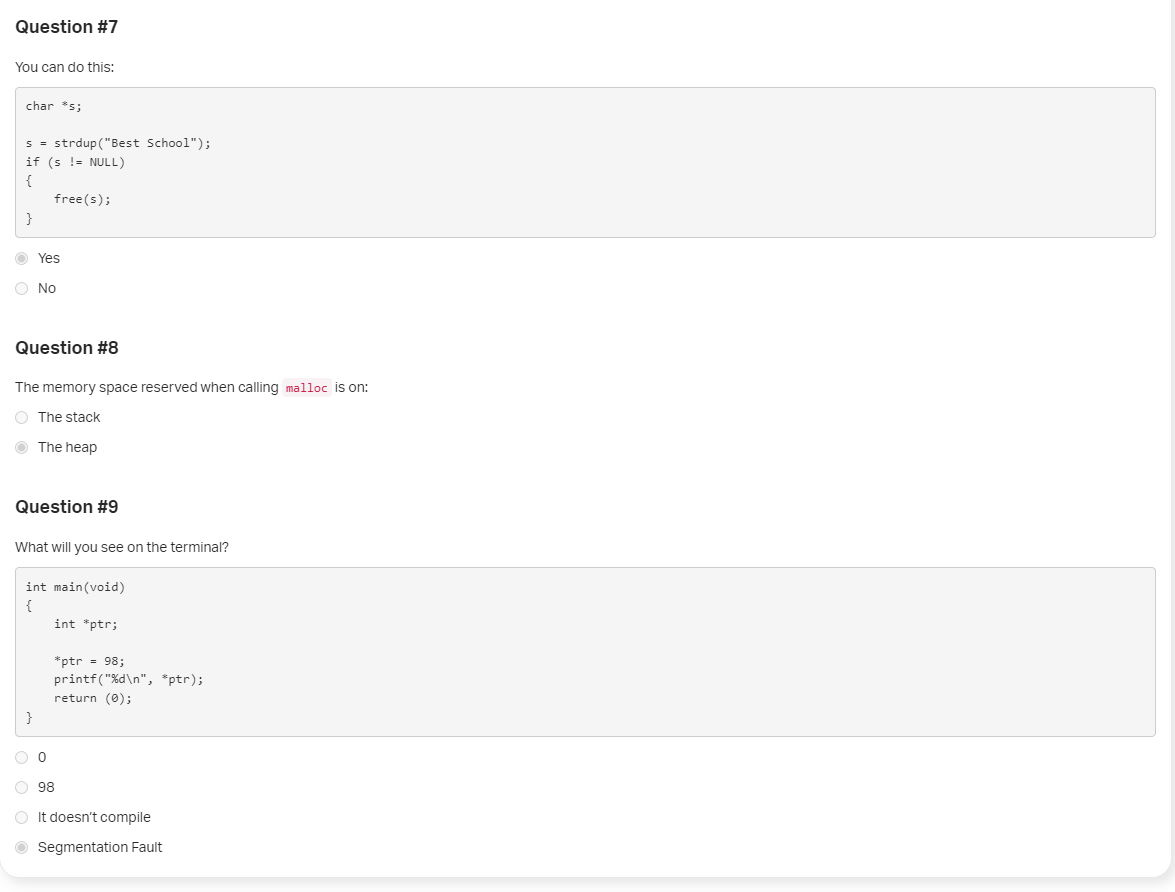 Question #7
You can do this:
char *s;
s = strdup("Best School");
if (s != NULL)
{
    free(s);
}
Yes
No
Question #8
The memory space reserved when calling malloc is on:
The stack
The heap
Question #9
What will you see on the terminal?
int main(void)
{
    int *ptr;
    *ptr = 98;
    printf("%d\n", *ptr);
    return (0);
}
0
98
It doesn't compile
Segmentation Fault